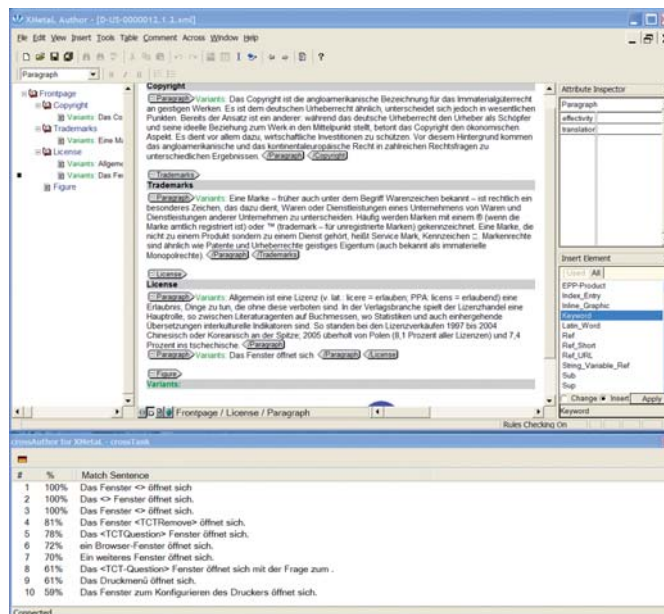 XMetaL Author - [D-US-0000012.1.2.xml]
File Edit View Insert Tools Table Comment Across Window Help
Paragraph
Frontpage
Copyright
Variants: Das Co
Trademarks
Variants: Eine Ma
License
Variants: Allgeme
Variants: Das Fen
Figure
Copyright
Paragraph Variants: Das Copyright ist die angloamerikanische Bezeichnung für das Immaterialgüterrecht
an geistigen Werken. Es ist dem deutschen Urheberrecht ähnlich, unterscheidet sich jedoch in wesentlichen
Punkten. Bereits der Ansatz ist ein anderer: während das deutsche Urheberrecht den Urheber als Schöpfer
und seine ideelle Beziehung zum Werk in den Mittelpunkt stellt, betont das Copyright den ökonomischen
Aspekt. Es dient vor allem dazu, wirtschaftliche Investitionen zu schützen. Vor diesem Hintergrund kommen
das angloamerikanische und das kontinentaleuropäische Recht in zahlreichen Rechtsfragen zu
unterschiedlichen Ergebnissen. Paragraph Copyright
Trademarks
Trademarks
Paragraph Variants: Eine Marke – früher auch unter dem Begriff Warenzeichen bekannt – ist rechtlich ein
besonderes Zeichen, das dazu dient, Waren oder Dienstleistungen eines Unternehmens von Waren und
Dienstleistungen anderer Unternehmen zu unterscheiden. Häufig werden Marken mit einem ® (wenn die
Marke amtlich registriert ist) oder ™ (trademark - für unregistrierte Marken) gekennzeichnet. Eine Marke, die
nicht zu einem Produkt sondern zu einem Dienst gehört, heißt Service Mark, Kennzeichen ::. Markenrechte
sind ähnlich wie Patente und Urheberrechte geistiges Eigentum (auch bekannt als immaterielle
Monopolrechte). Paragraph Trademarks
License
License
Paragraph Variants: Allgemein ist eine Lizenz (v. lat.: licere = erlauben; PPA: licens = erlaubend) eine
Erlaubnis, Dinge zu tun, die ohne diese verboten sind. In der Verlagsbranche spielt der Lizenzhandel eine
Hauptrolle, so zwischen Literaturagenten auf Buchmessen, wo Statistiken und auch einhergehende
Übersetzungen interkulturelle Indikatoren sind. So standen bei den Lizenzverkäufen 1997 bis 2004
Chinesisch oder Koreanisch an der Spitze; 2005 überholt von Polen (8,1 Prozent aller Lizenzen) und 7,4
Prozent ins tschechische. Paragraph
Paragraph Variants: Das Fenster öffnet sich Paragraph License
Figure
Variants:
Frontpage / License / Paragraph
Attribute Inspector
Paragraph
effectivity
translator
Insert Element
Used All
EPP-Product
Index_Entry
Inline_Graphic
Keyword
Latin_Word
Ref
Ref_Short
Ref_URL
String_Variable_Ref
Sub
Sup
Change Insert Apply
Keyword
Rules Checking On
crossAuthor for XMetaL - crossTank
# % Match Sentence
1 100% Das Fenster <> öffnet sich
2 100% Das <> Fenster öffnet sich.
3 100% Das Fenster <> öffnet sich.
4 81% Das Fenster <TCTRemove> öffnet sich.
5 78% Das <TCTQuestion> Fenster öffnet sich.
6 72% ein Browser-Fenster öffnet sich.
7 70% Ein weiteres Fenster öffnet sich.
8 61% Das <TCT-Question> Fenster öffnet sich mit der Frage zum .
9 61% Das Druckmenü öffnet sich.
10 59% Das Fenster zum Konfigurieren des Druckers öffnet sich.
Connected